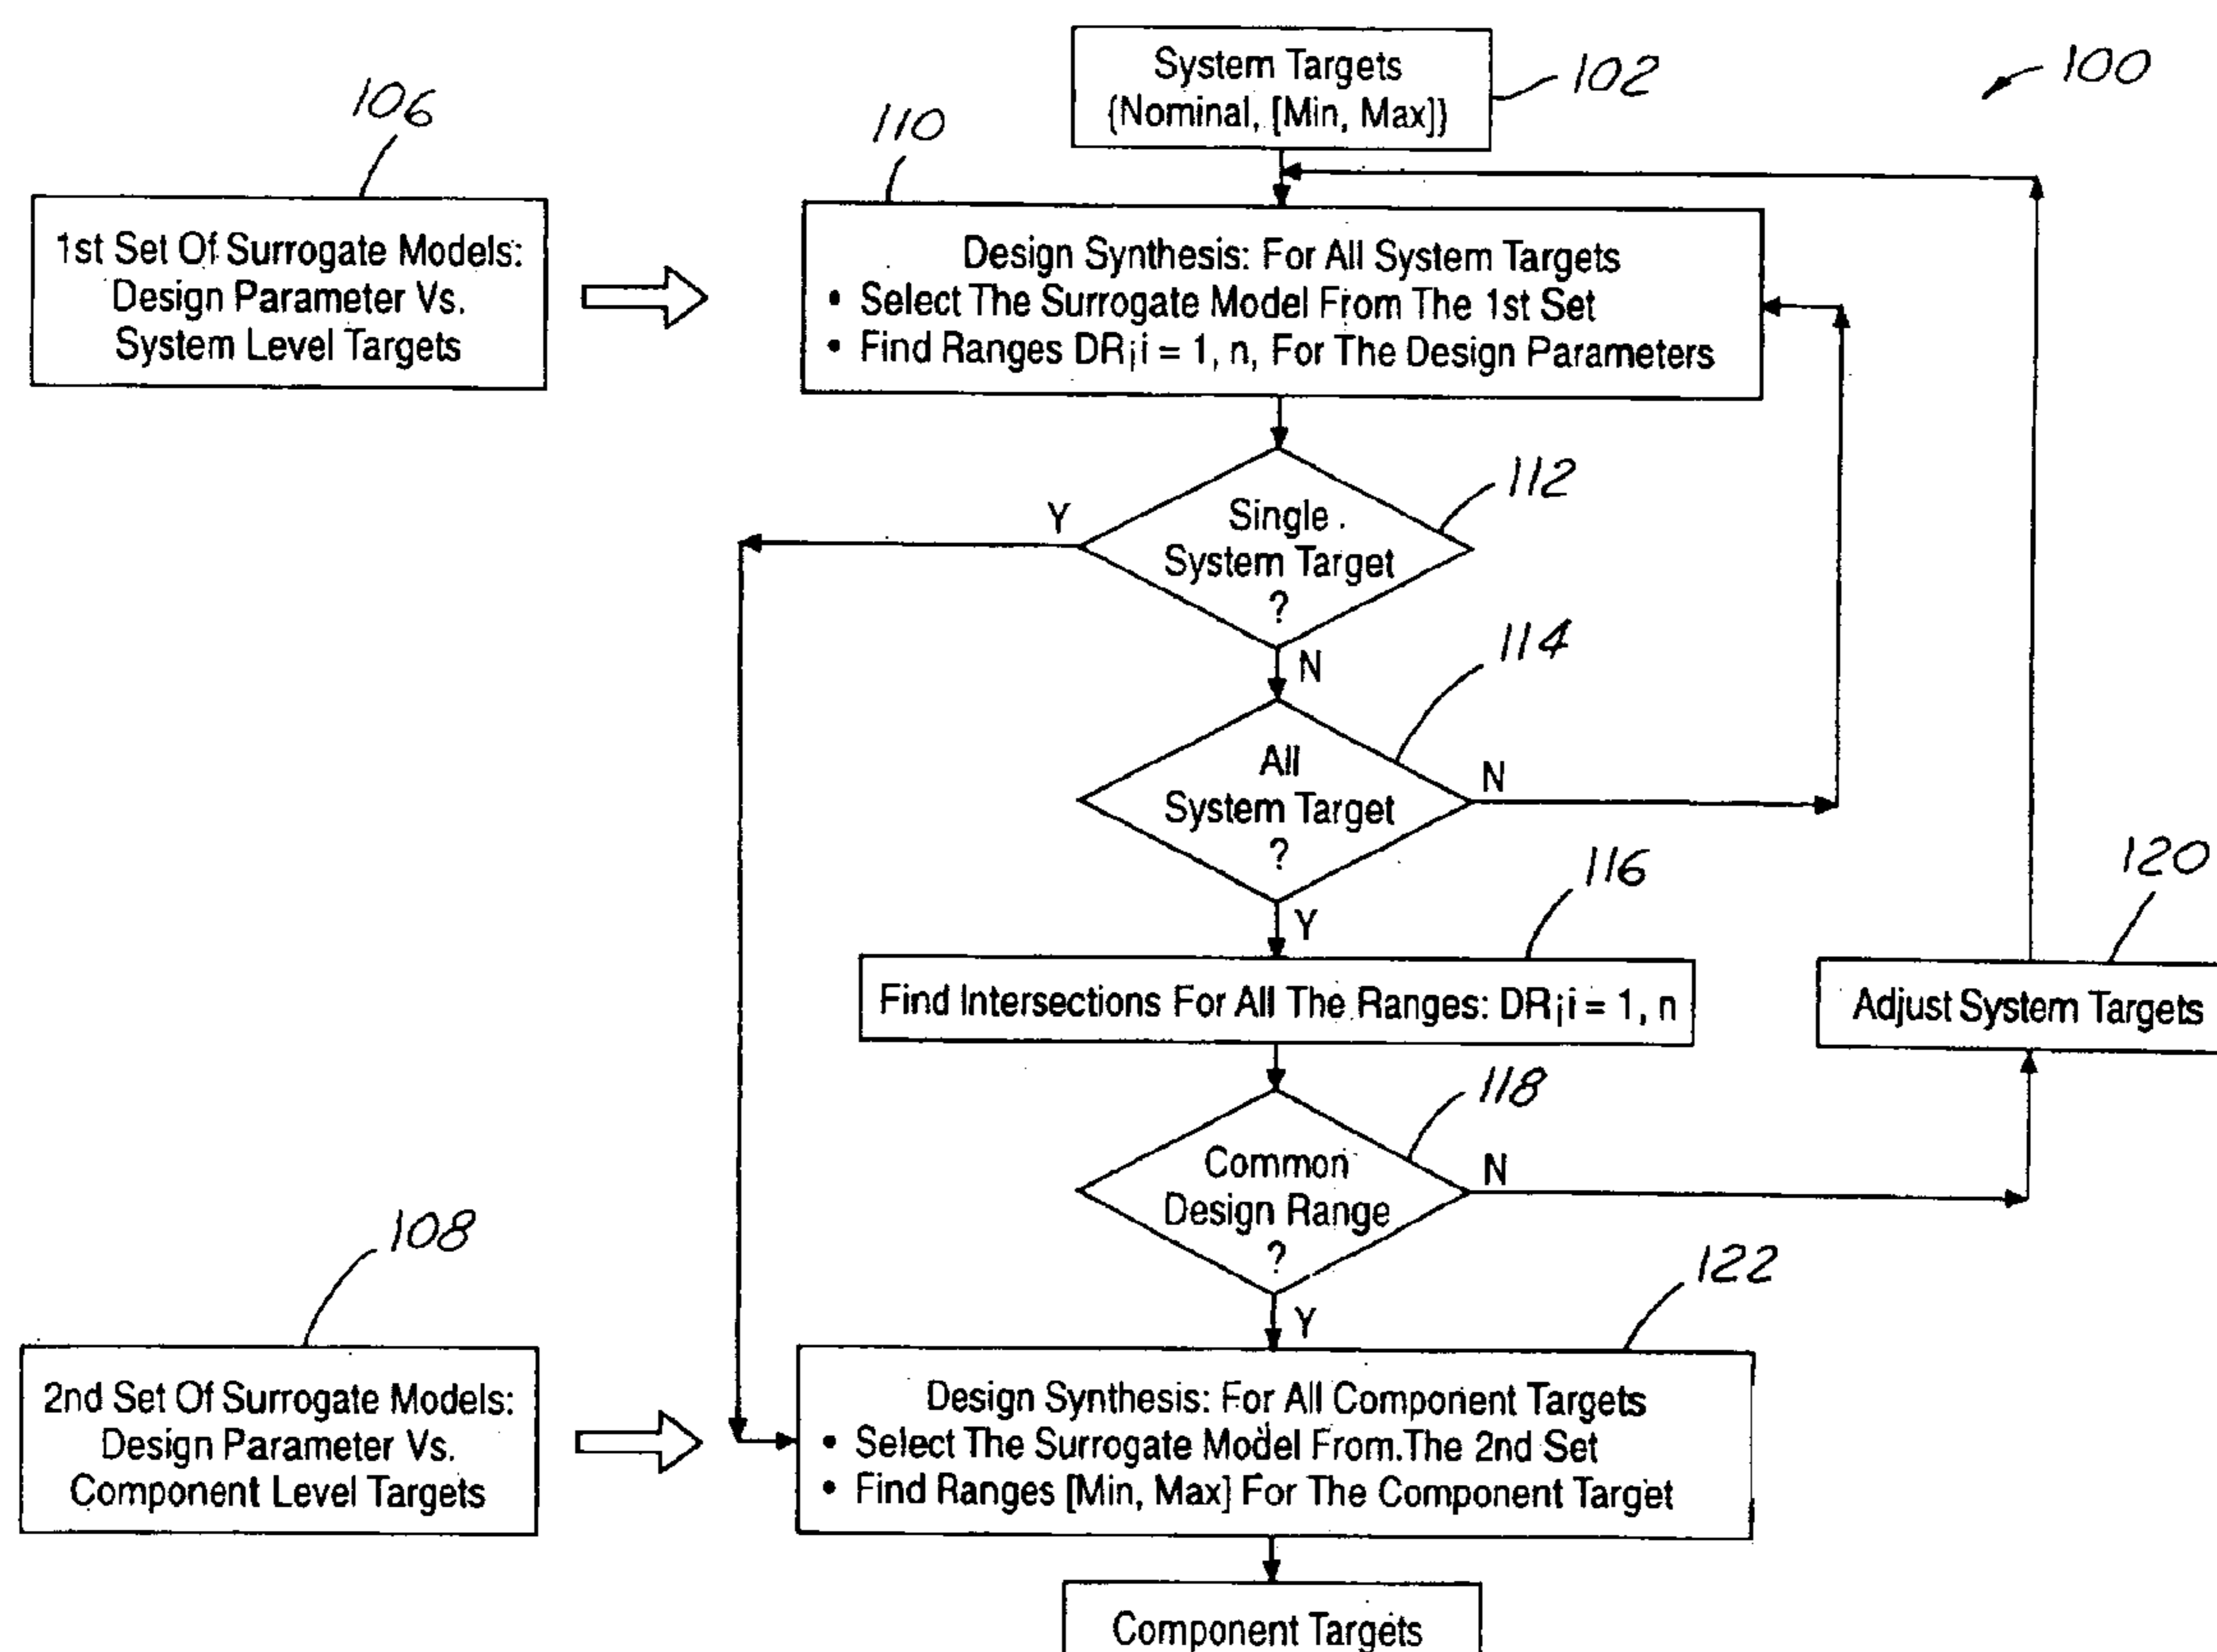 System Targets
(Nominal, [Min, Max])
102
100
106
110
1st Set Of Surrogate Models:
Design Parameter Vs.
System Level Targets
Design Synthesis: For All System Targets
• Select The Surrogate Model From The 1st Set
• Find Ranges DRᵢi = 1, n, For The Design Parameters
112
Single
System Target
?
Y
N
114
All
System Target
?
N
Y
116
Find Intersections For All The Ranges: DRᵢi = 1, n
120
Adjust System Targets
118
Common
Design Range
?
N
Y
108
2nd Set Of Surrogate Models:
Design Parameter Vs.
Component Level Targets
122
Design Synthesis: For All Component Targets
• Select The Surrogate Model From The 2nd Set
• Find Ranges [Min, Max] For The Component Target
Component Targets